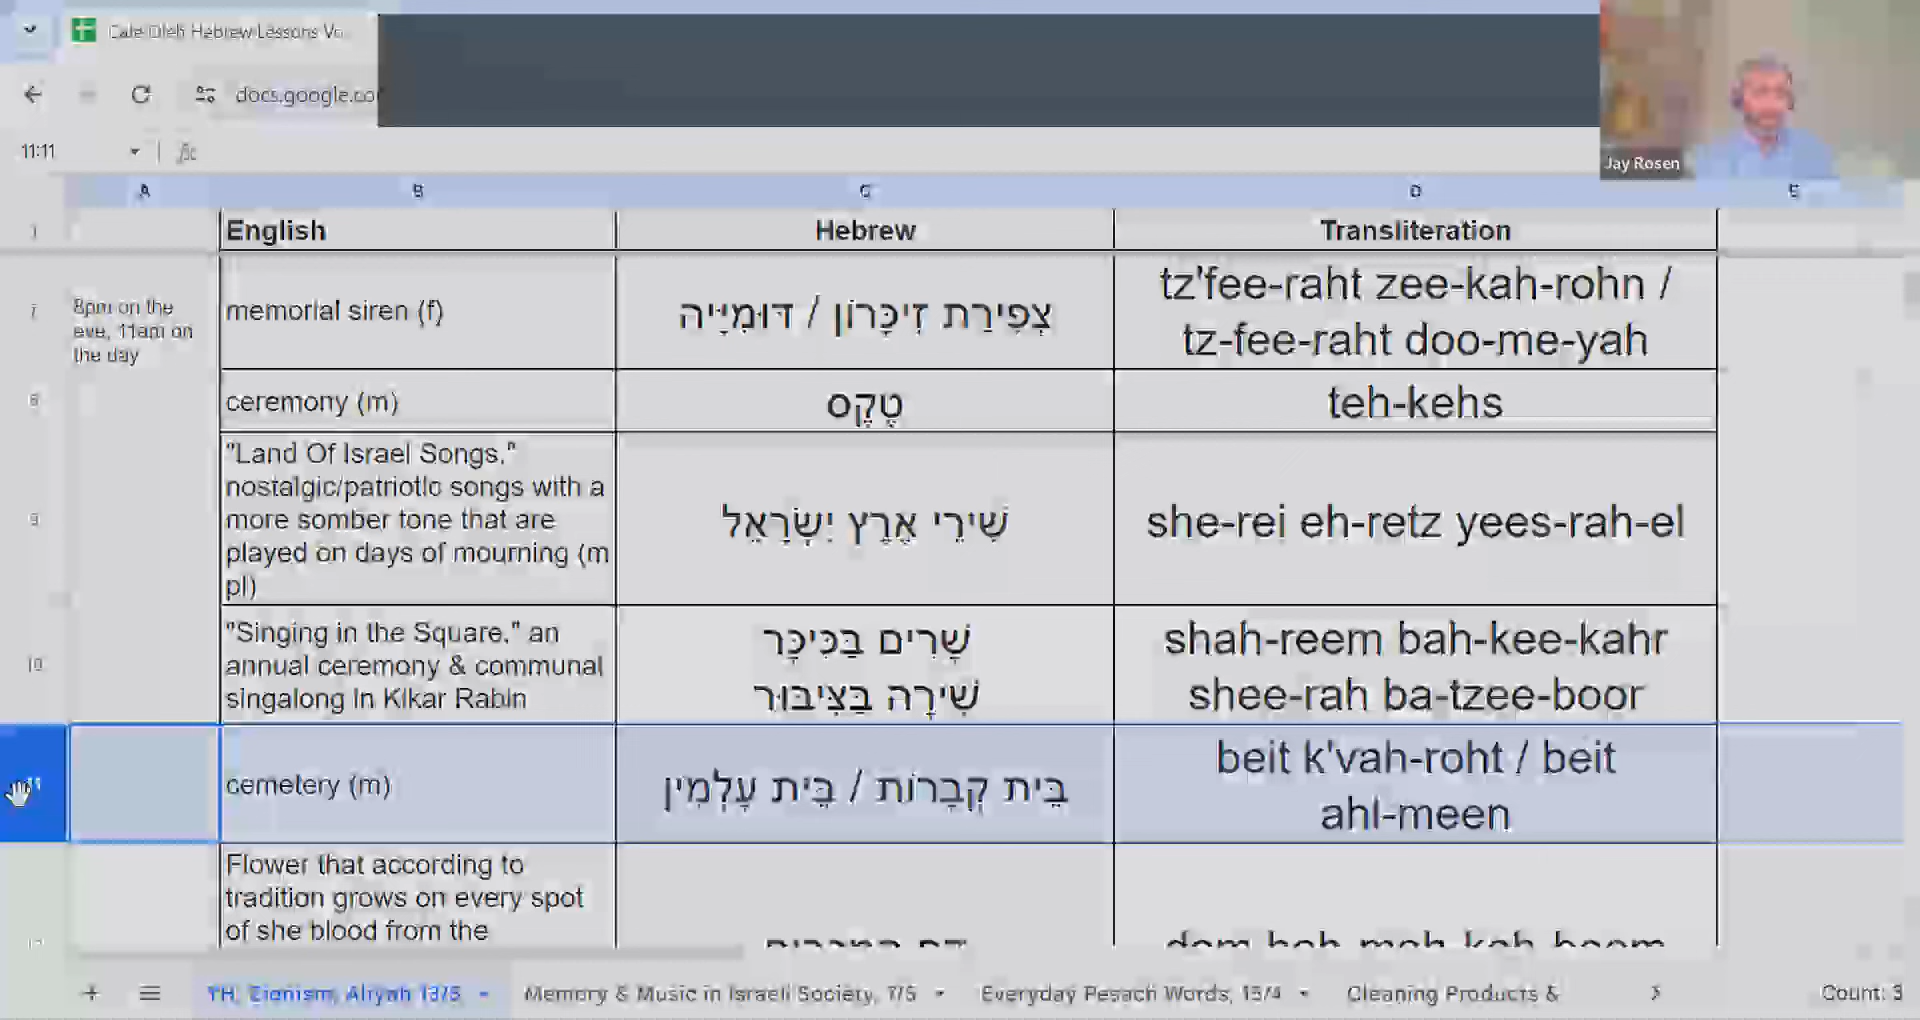 Cafe Oleh Hebrew Lessons Vo
docs.google.co
11:11
fx
Jay Rosen
A B C D E
1 English Hebrew Transliteration
7 8pm on the
eve, 11am on
the day
memorial siren (f)
צְפִירַת זִיכָּרוֹן / דּוּמִיָּיה
tz'fee-raht zee-kah-rohn /
tz-fee-raht doo-me-yah
8 ceremony (m) טֶקֶס teh-kehs
9 "Land Of Israel Songs,"
nostalgic/patriotic songs with a
more somber tone that are
played on days of mourning (m
pl)
שִׁירֵי אֶרֶץ יִשְׂרָאֵל
she-rei eh-retz yees-rah-el
10 "Singing in the Square," an
annual ceremony & communal
singalong in Kikar Rabin
שָׁרִים בַּכִּיכָּר
שִׁירָה בַּצִּיבּוּר
shah-reem bah-kee-kahr
shee-rah ba-tzee-boor
11 cemetery (m)
בֵּית קְבָרוֹת / בֵּית עָלְמִין
beit k'vah-roht / beit
ahl-meen
Flower that according to
tradition grows on every spot
of she blood from the
YH, Zionism, Aliyah 13/5 Memory & Music in Israeli Society, 7/5 Everyday Pesach Words, 15/4 Cleaning Products & Count: 3